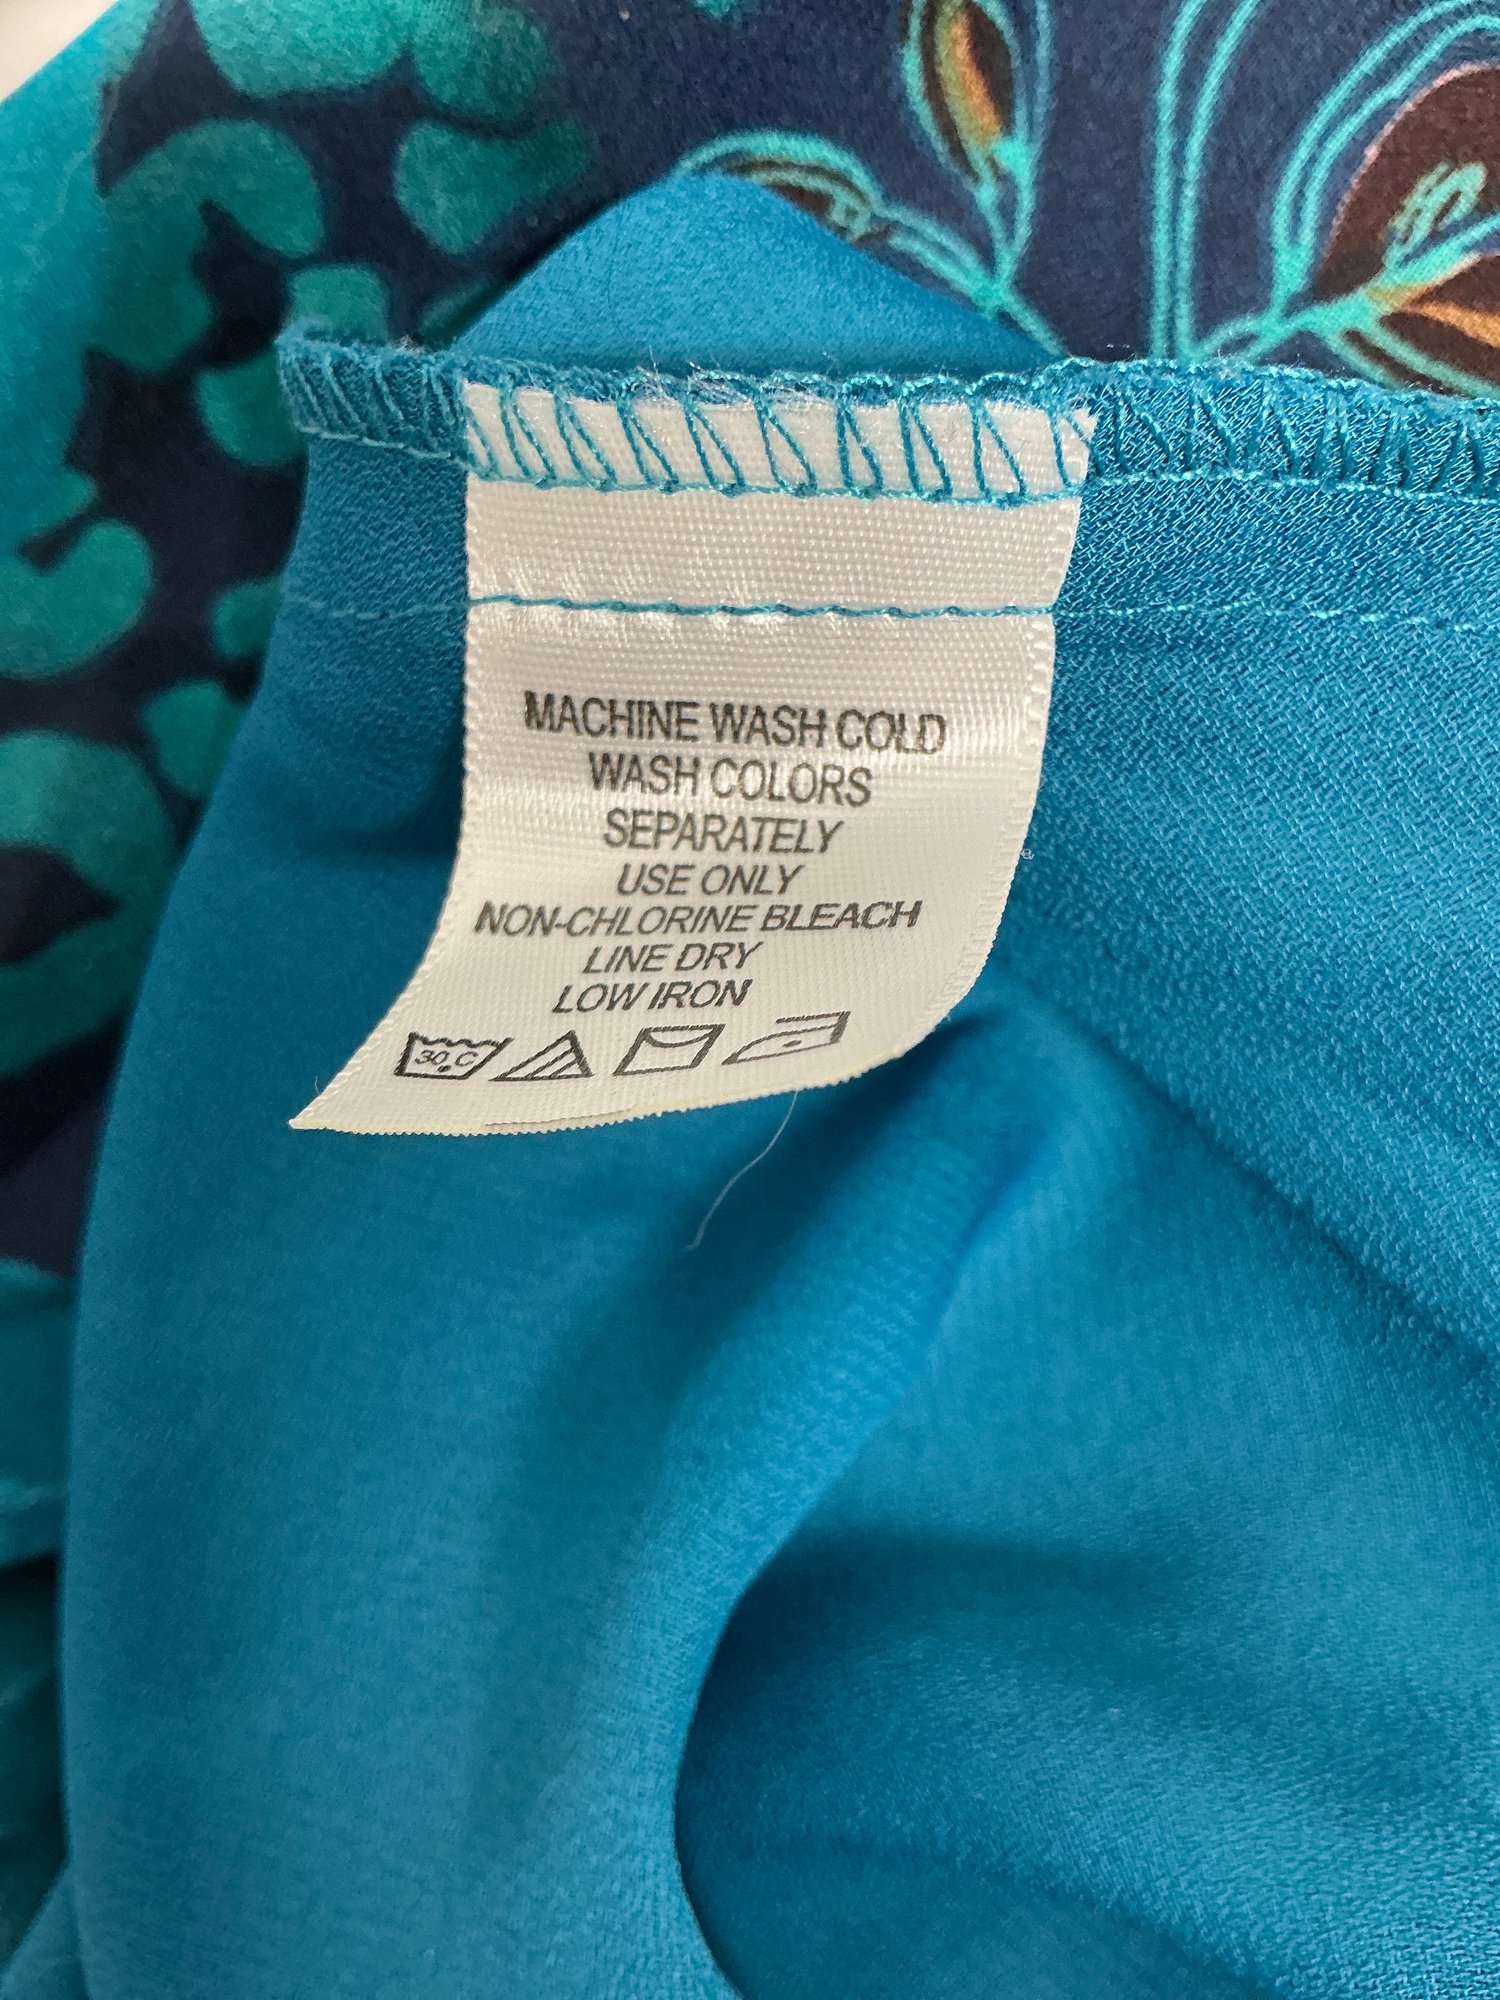 MACHINE WASH COLD
WASH COLORS
SEPARATELY
USE ONLY
NON-CHLORINE BLEACH
LINE DRY
LOW IRON
30°C